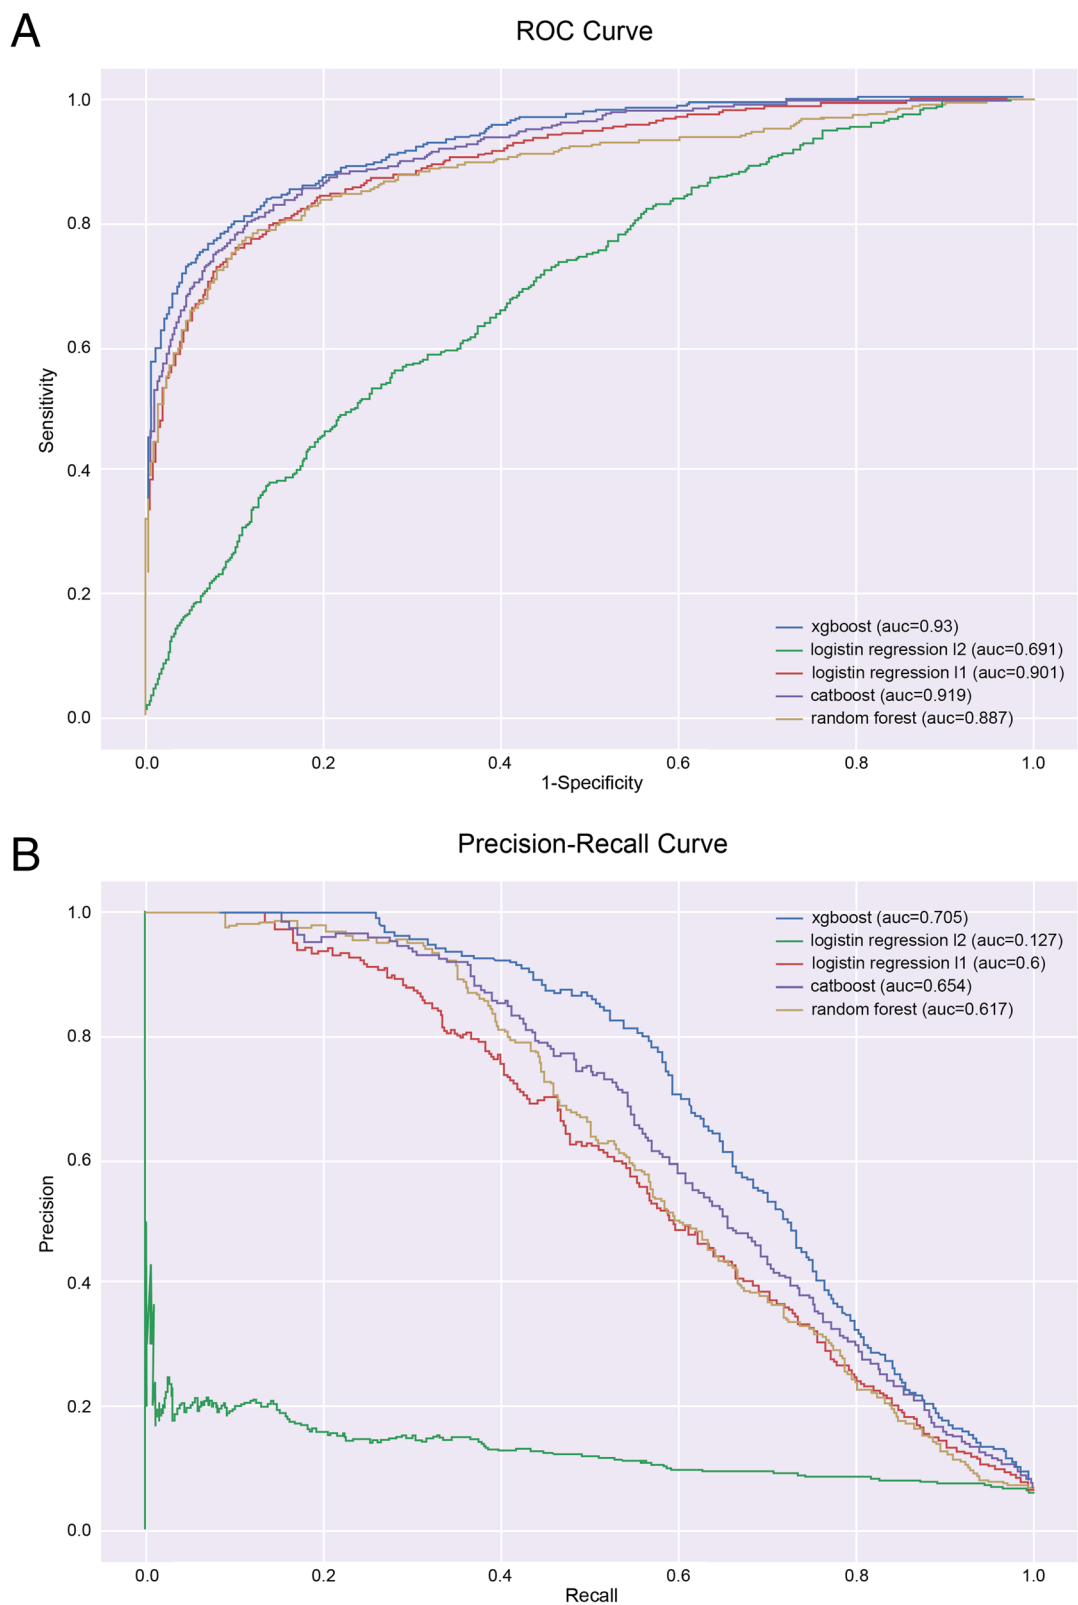 A
ROC Curve
1.0
0.8
0.6
0.4
0.2
0.0
Sensitivity
xgboost (auc=0.93)
logistin regression l2 (auc=0.691)
logistin regression l1 (auc=0.901)
catboost (auc=0.919)
random forest (auc=0.887)
0.0 0.2 0.4 0.6 0.8 1.0
1-Specificity
B
Precision-Recall Curve
1.0
0.8
0.6
0.4
0.2
0.0
Precision
xgboost (auc=0.705)
logistin regression l2 (auc=0.127)
logistin regression l1 (auc=0.6)
catboost (auc=0.654)
random forest (auc=0.617)
0.0 0.2 0.4 0.6 0.8 1.0
Recall